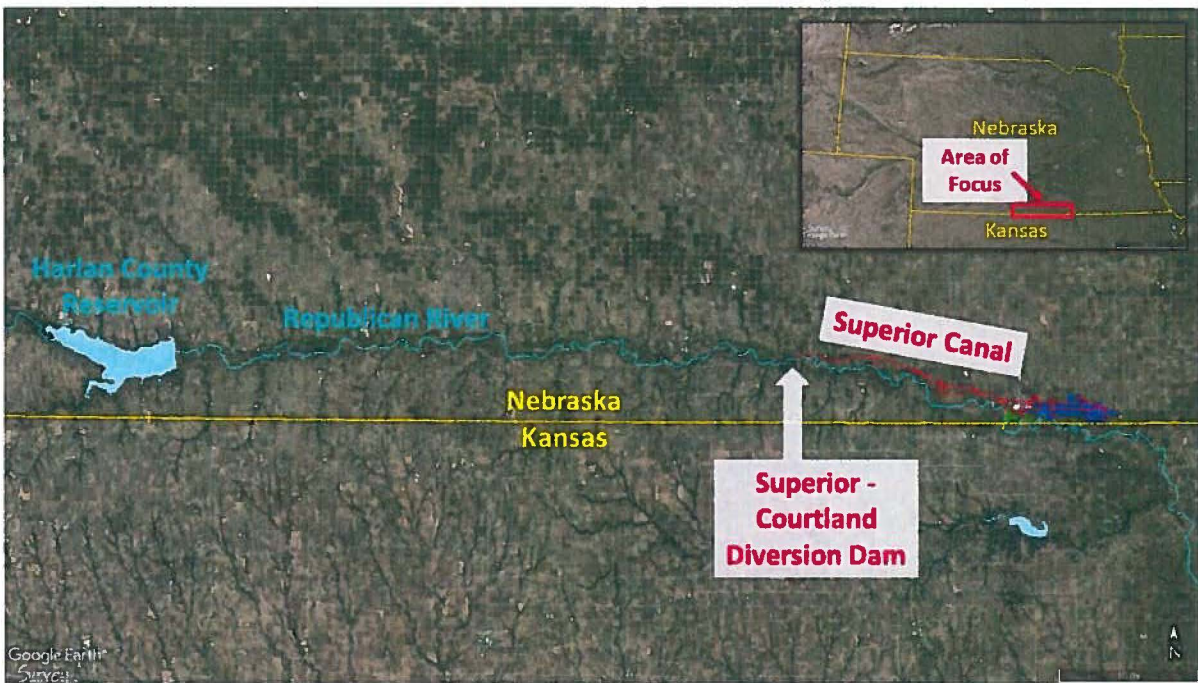 Nebraska
Area of
Focus
Kansas
Harlan County
Reservoir
Republican River
Superior Canal
Nebraska
Kansas
Superior -
Courtland
Diversion Dam
Google Earth
N